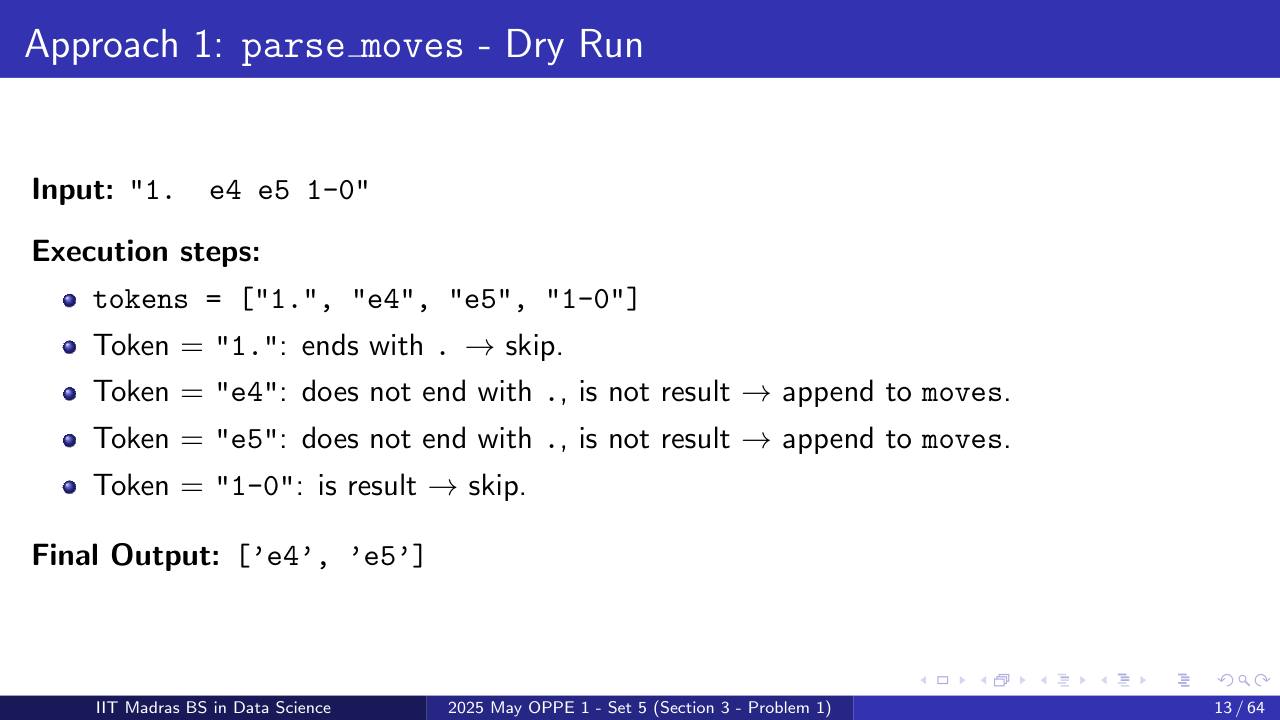 Approach 1: parse_moves - Dry Run
Input: "1.  e4 e5 1-0"
Execution steps:
tokens = ["1.", "e4", "e5", "1-0"]
Token = "1.": ends with . → skip.
Token = "e4": does not end with ., is not result → append to moves.
Token = "e5": does not end with ., is not result → append to moves.
Token = "1-0": is result → skip.
Final Output: [’e4’, ’e5’]
IIT Madras BS in Data Science
2025 May OPPE 1 - Set 5 (Section 3 - Problem 1)
13 / 64